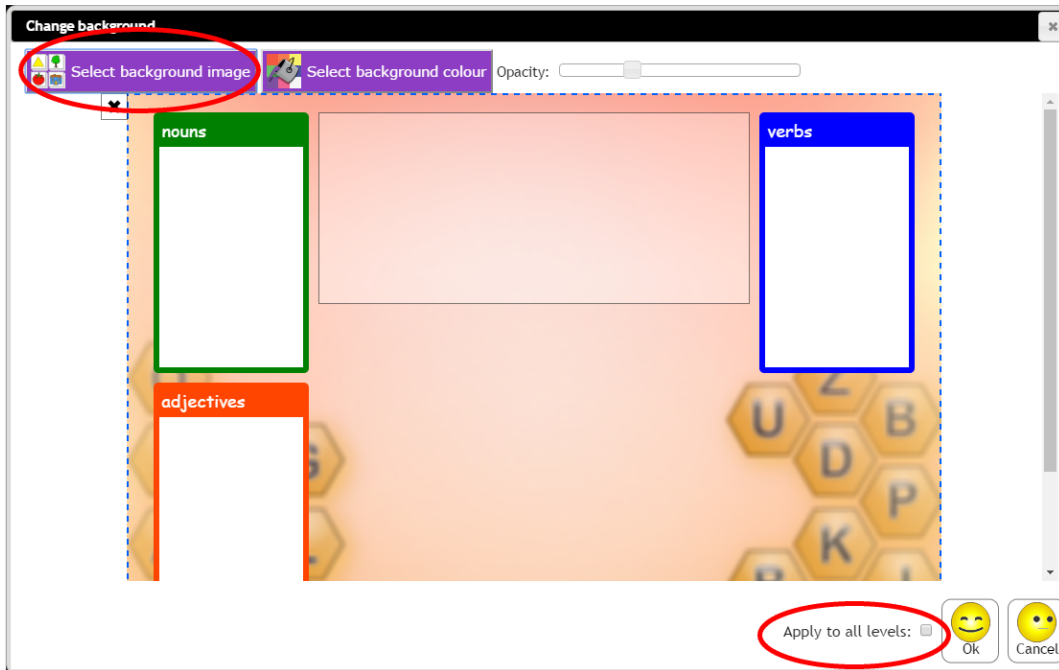 Change background
Select background image
Select background colour
Opacity:
nouns
verbs
adjectives
G
Z
U
B
D
P
K
Apply to all levels:
Ok
Cancel